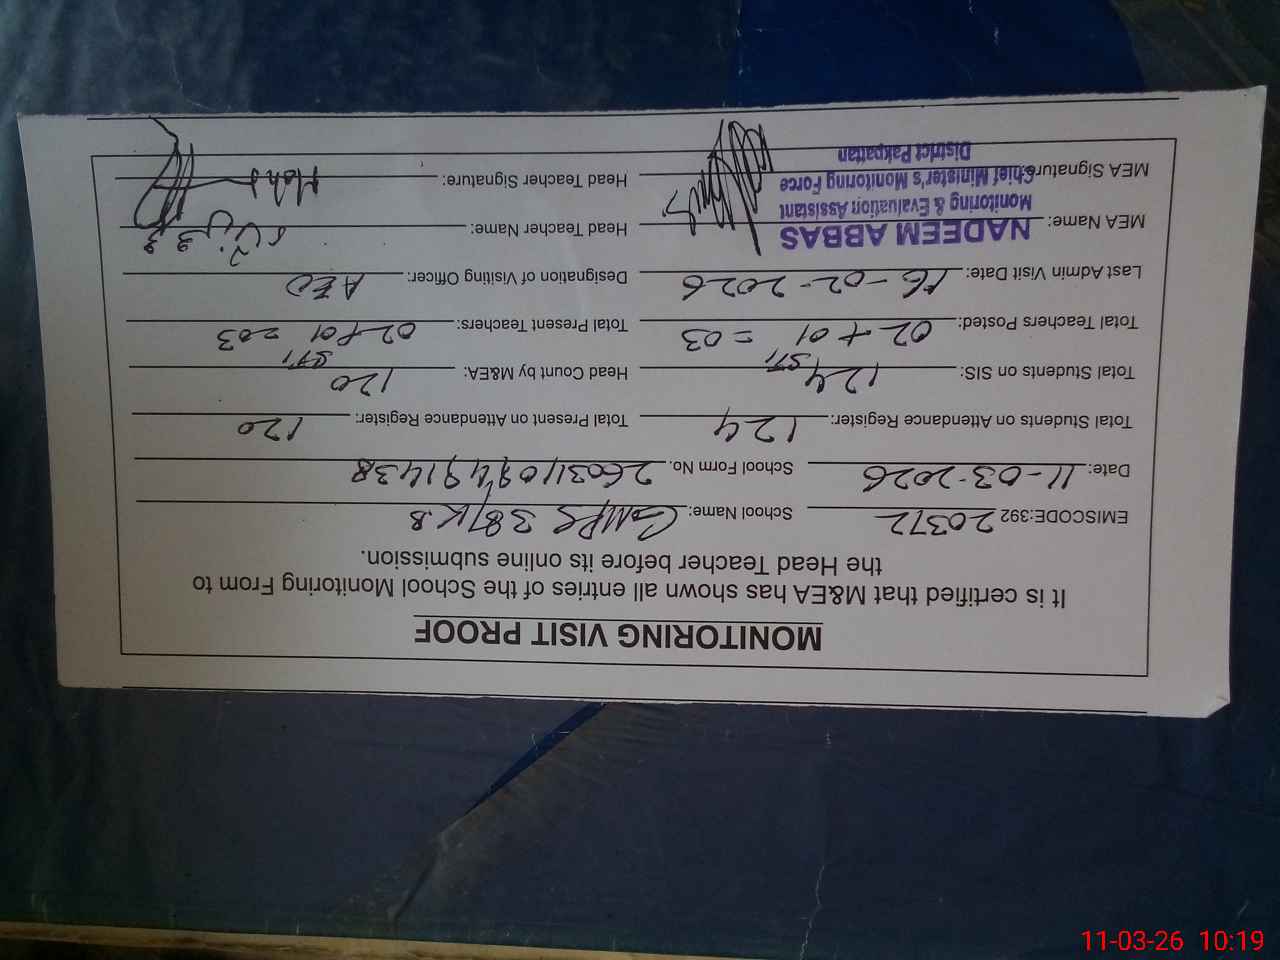 MONITORING VISIT PROOF
It is certified that M&EA has shown all entries of the School Monitoring From to
the Head Teacher before its online submission.
EMISCODE:392 20372 School Name: GMPS 38/K.B
Date: 11-03-2026 School Form No. 
Total Students on Attendance Register: 124 Total Present on Attendance Register: 120
Total Students on SIS: 124 Head Count by M&EA: 120
Total Teachers Posted: 02 + 01 STI = 03 Total Present Teachers: 02 + 01 STI = 03
Last Admin Visit Date: 16-02-2026 Designation of Visiting Officer: AEO
MEA Name: NADEEM ABBAS Head Teacher Name:
Monitoring & Evaluation Assistant
Chief Minister's Monitoring Force
MEA Signature: Head Teacher Signature:
District Pakpattan
11-03-26 10:19